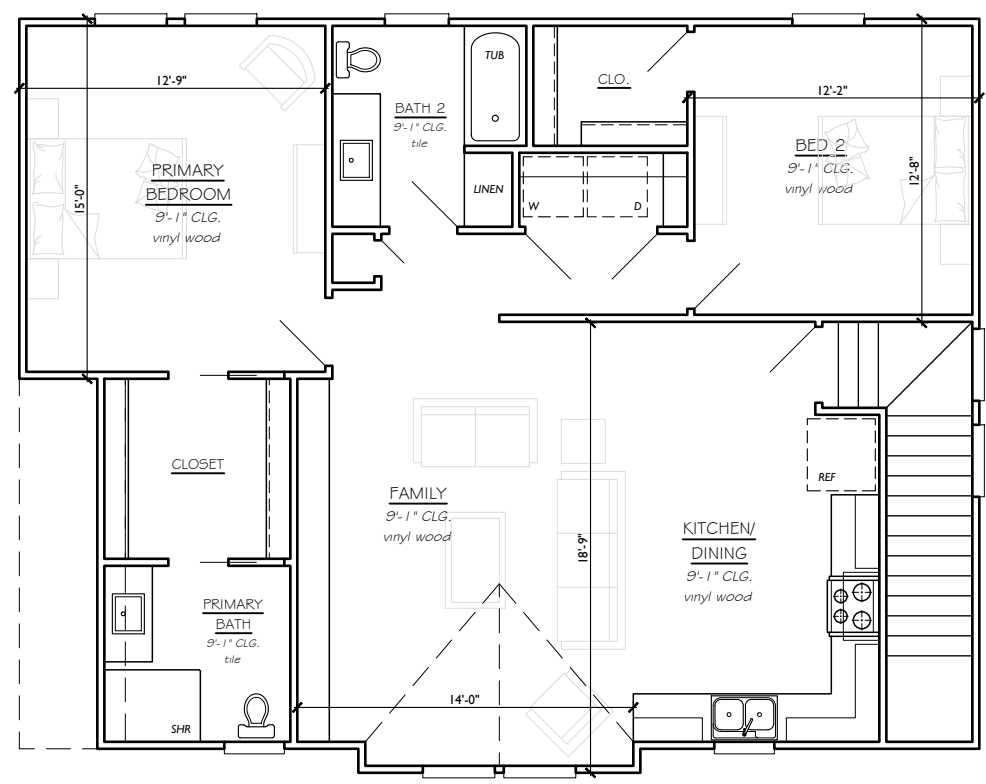 TUB
12'-9"
CLO.
12'-2"
BATH 2
9'-1" CLG.
tile
BED 2
9'-1" CLG.
vinyl wood
12'-8"
PRIMARY
BEDROOM
9'-1" CLG.
vinyl wood
15'-0"
LINEN
W
D
CLOSET
REF
FAMILY
9'-1" CLG.
vinyl wood
18'-9"
KITCHEN/
DINING
9'-1" CLG.
vinyl wood
PRIMARY
BATH
9'-1" CLG.
tile
14'-0"
SHR